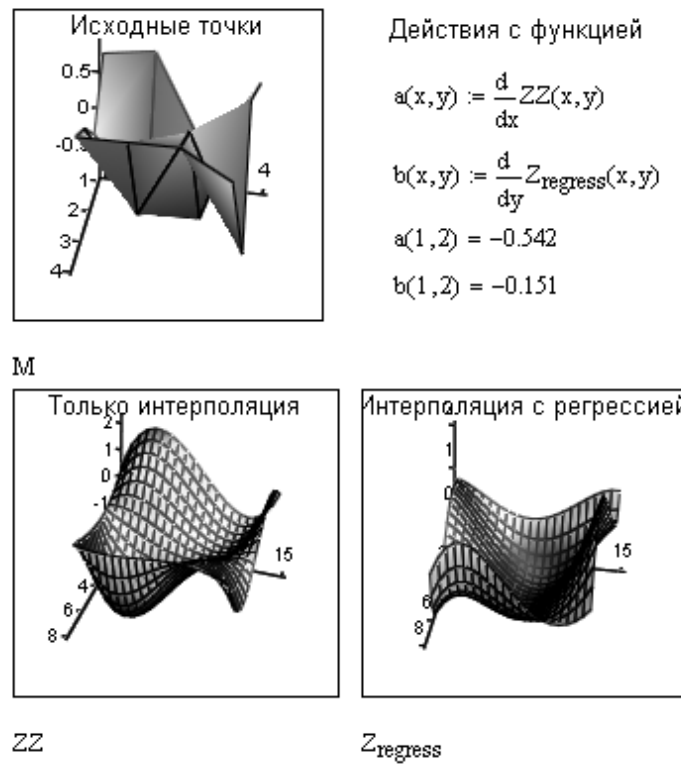 Исходные точки
0.5
0
-0.5
1
2
3
4
4
Действия с функцией
a(x,y) := d/dx ZZ(x,y)
b(x,y) := d/dy Zregress(x,y)
a(1,2) = -0.542
b(1,2) = -0.151
M
Только интерполяция
2
1
0
-1
4
6
8
15
Интерполяция с регрессией
1
0
6
8
15
ZZ
Zregress